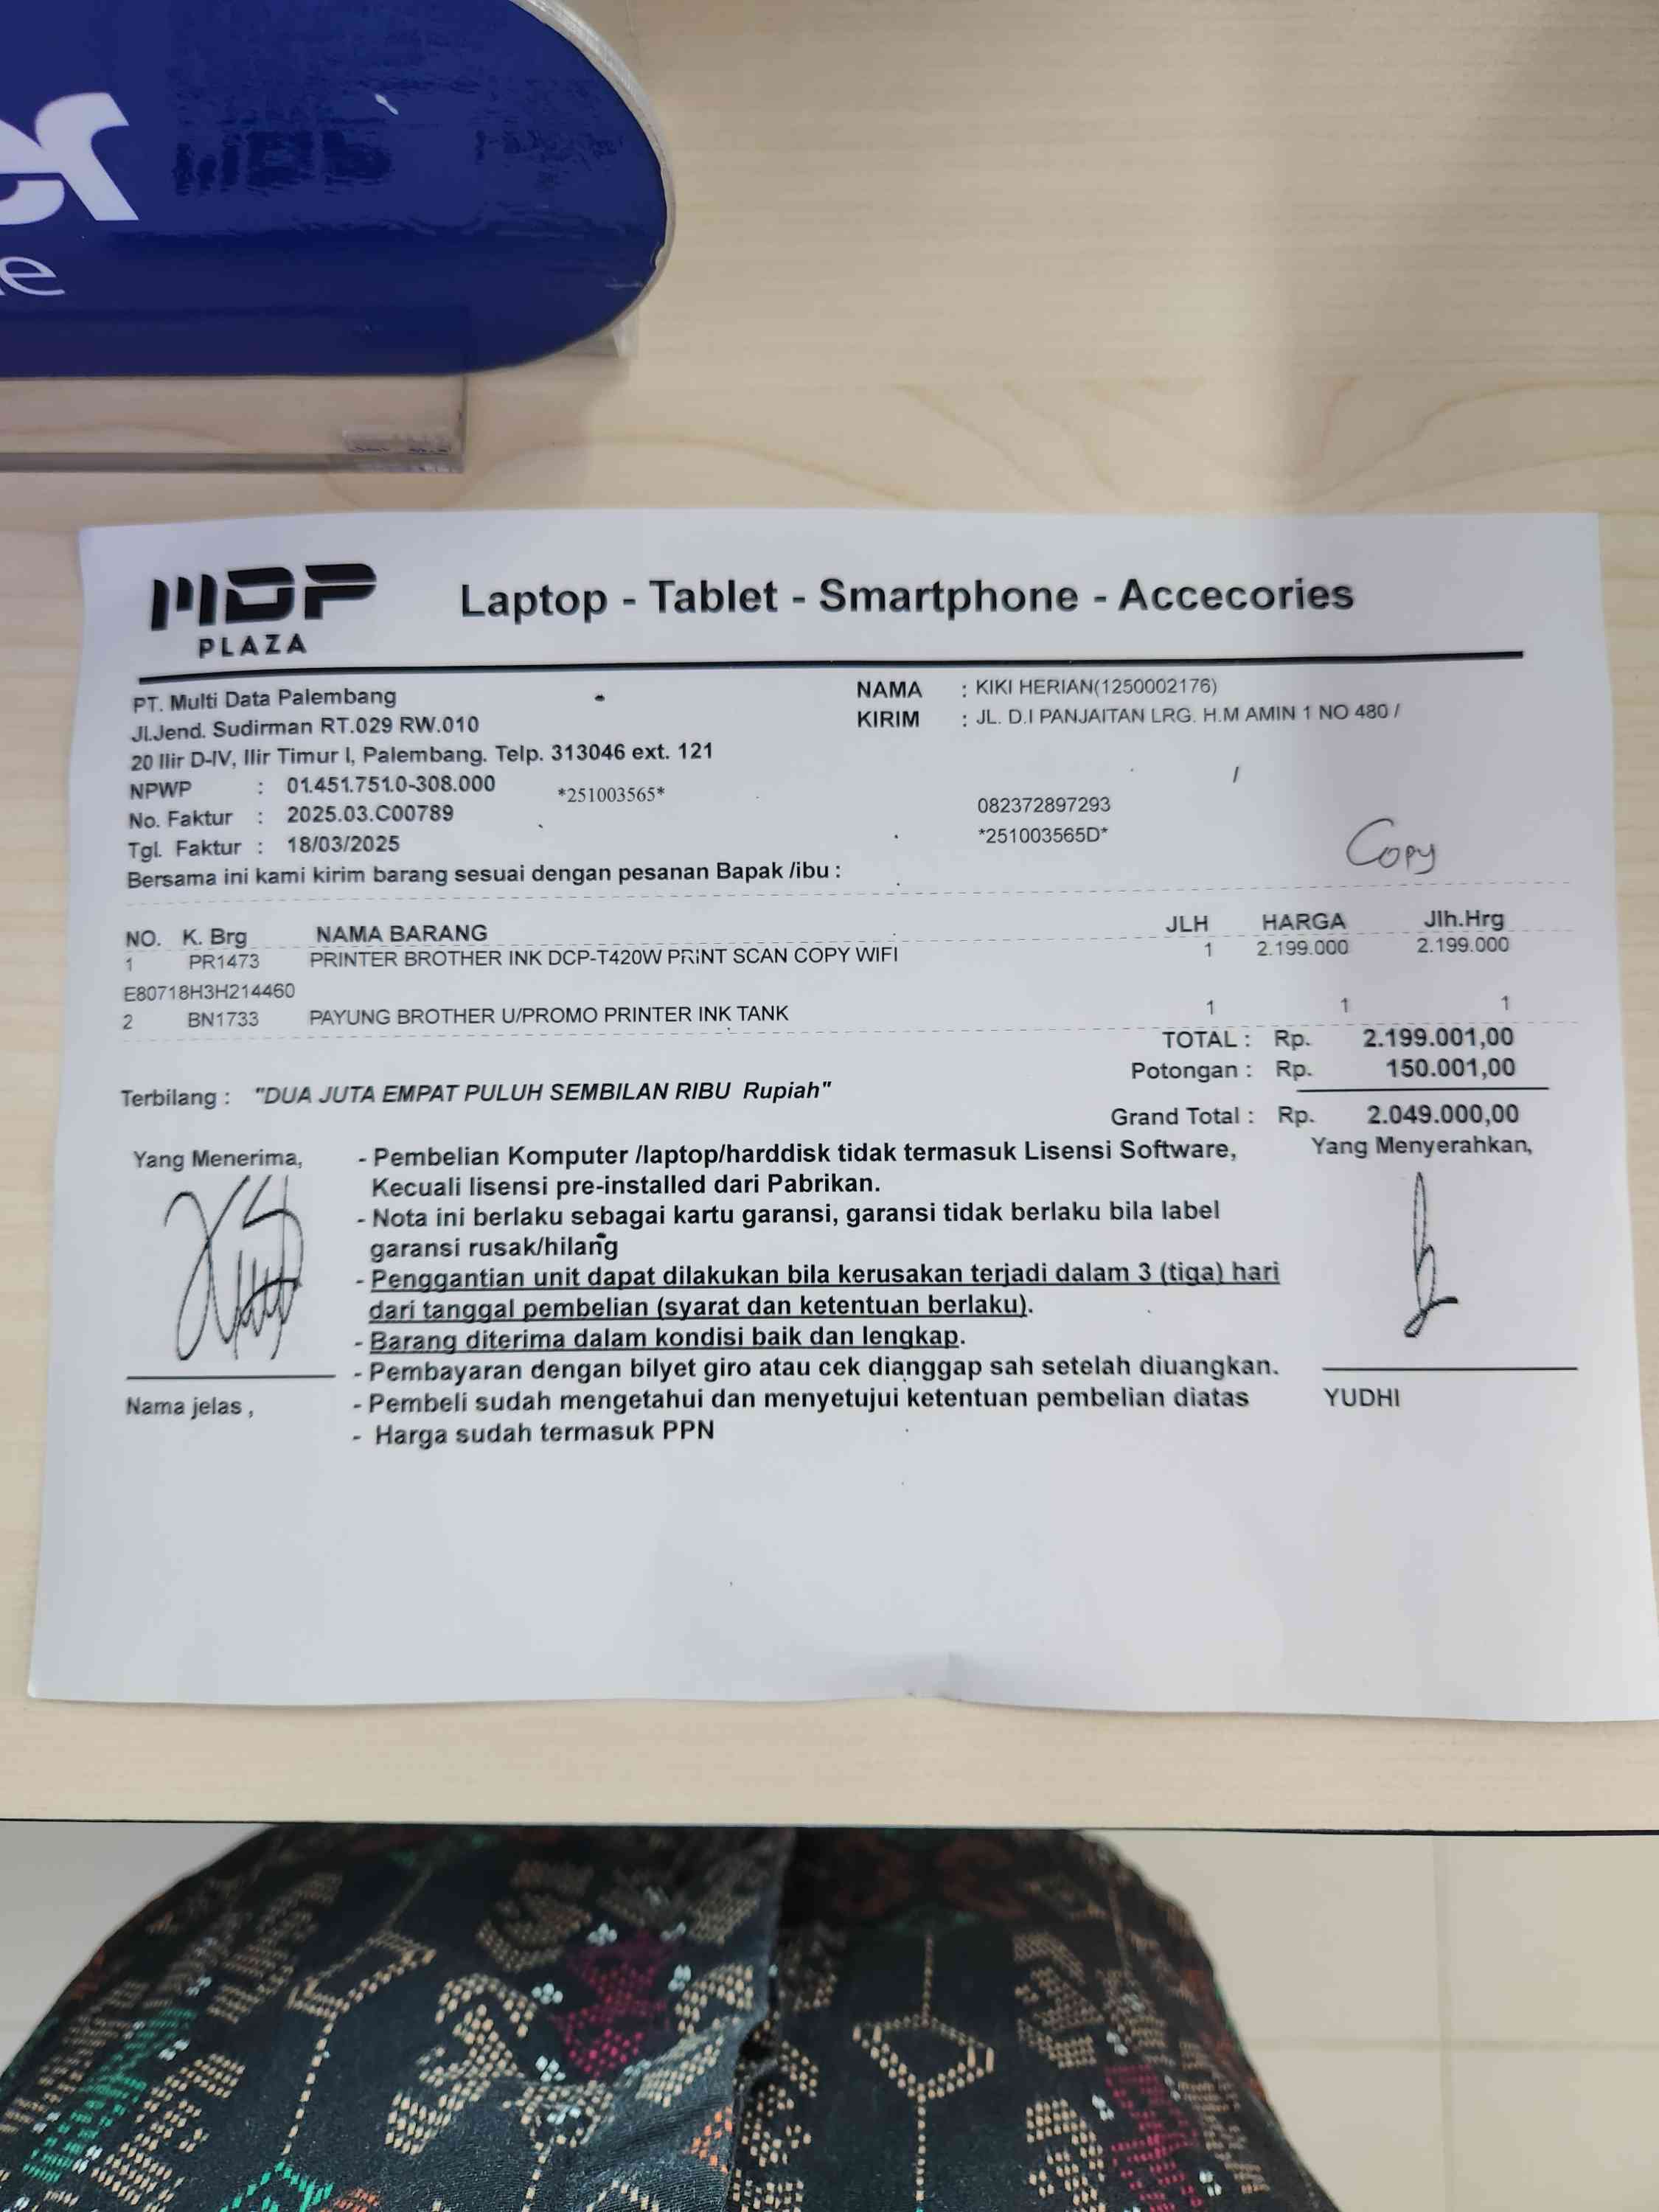 er
e
MDP
PLAZA
Laptop - Tablet - Smartphone - Accecories
PT. Multi Data Palembang
Jl.Jend. Sudirman RT.029 RW.010
20 Ilir D-IV, Ilir Timur I, Palembang. Telp. 313046 ext. 121
NPWP : 01.451.751.0-308.000
No. Faktur : 2025.03.C00789
Tgl. Faktur : 18/03/2025
*251003565*
NAMA : KIKI HERIAN(1250002176)
KIRIM : JL. D.I PANJAITAN LRG. H.M AMIN 1 NO 480 /
/
082372897293
*251003565D*
Copy
Bersama ini kami kirim barang sesuai dengan pesanan Bapak /ibu :
NO. K. Brg NAMA BARANG JLH HARGA Jlh.Hrg
1 PR1473 PRINTER BROTHER INK DCP-T420W PRINT SCAN COPY WIFI 1 2.199.000 2.199.000
E80718H3H214460
2 BN1733 PAYUNG BROTHER U/PROMO PRINTER INK TANK 1 1 1
TOTAL : Rp. 2.199.001,00
Potongan : Rp. 150.001,00
Terbilang : "DUA JUTA EMPAT PULUH SEMBILAN RIBU Rupiah"
Grand Total : Rp. 2.049.000,00
Yang Menerima,
- Pembelian Komputer /laptop/harddisk tidak termasuk Lisensi Software,
Kecuali lisensi pre-installed dari Pabrikan.
- Nota ini berlaku sebagai kartu garansi, garansi tidak berlaku bila label
garansi rusak/hilang
- Penggantian unit dapat dilakukan bila kerusakan terjadi dalam 3 (tiga) hari
dari tanggal pembelian (syarat dan ketentuan berlaku).
- Barang diterima dalam kondisi baik dan lengkap.
- Pembayaran dengan bilyet giro atau cek dianggap sah setelah diuangkan.
- Pembeli sudah mengetahui dan menyetujui ketentuan pembelian diatas
- Harga sudah termasuk PPN
Nama jelas ,
Yang Menyerahkan,
YUDHI